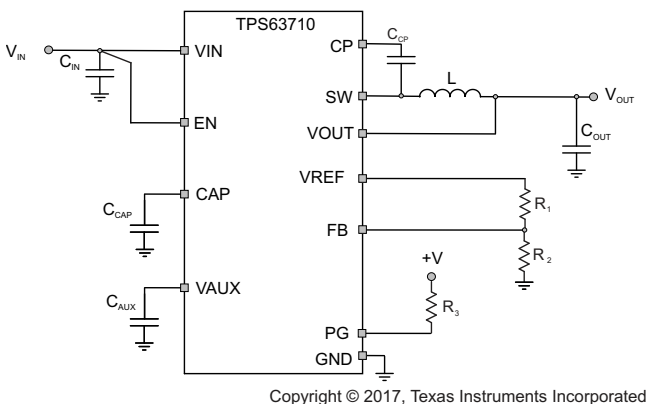 TPS63710
V_IN
C_IN
VIN
EN
CAP
C_CAP
VAUX
C_AUX
CP
C_CP
SW
L
V_OUT
VOUT
C_OUT
VREF
R_1
FB
R_2
+V
R_3
PG
GND
Copyright © 2017, Texas Instruments Incorporated